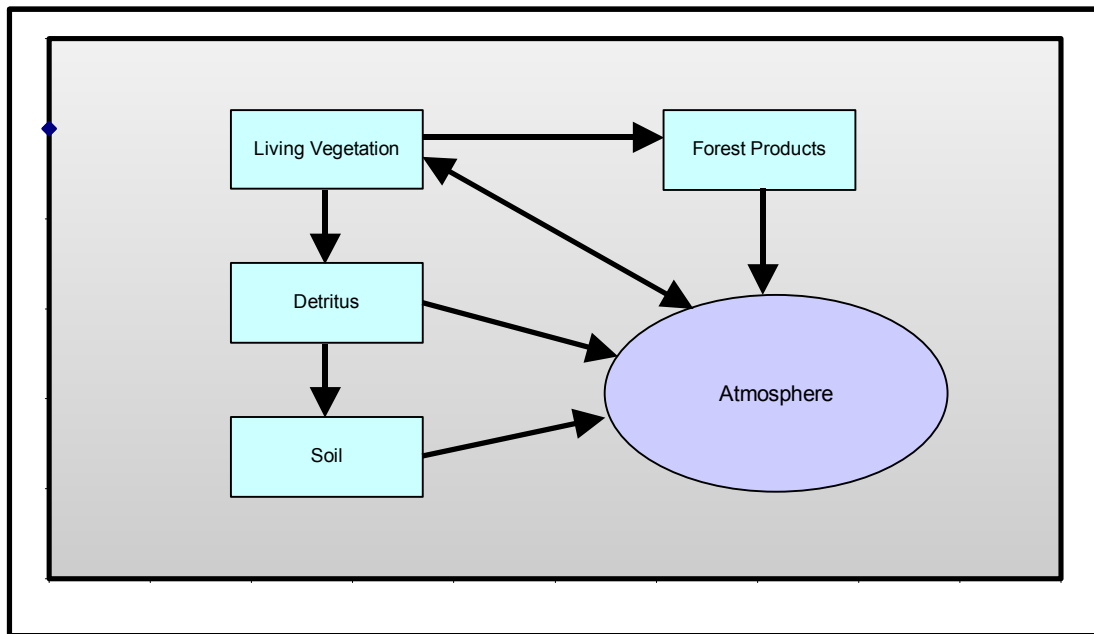 Living Vegetation
Forest Products
Detritus
Atmosphere
Soil